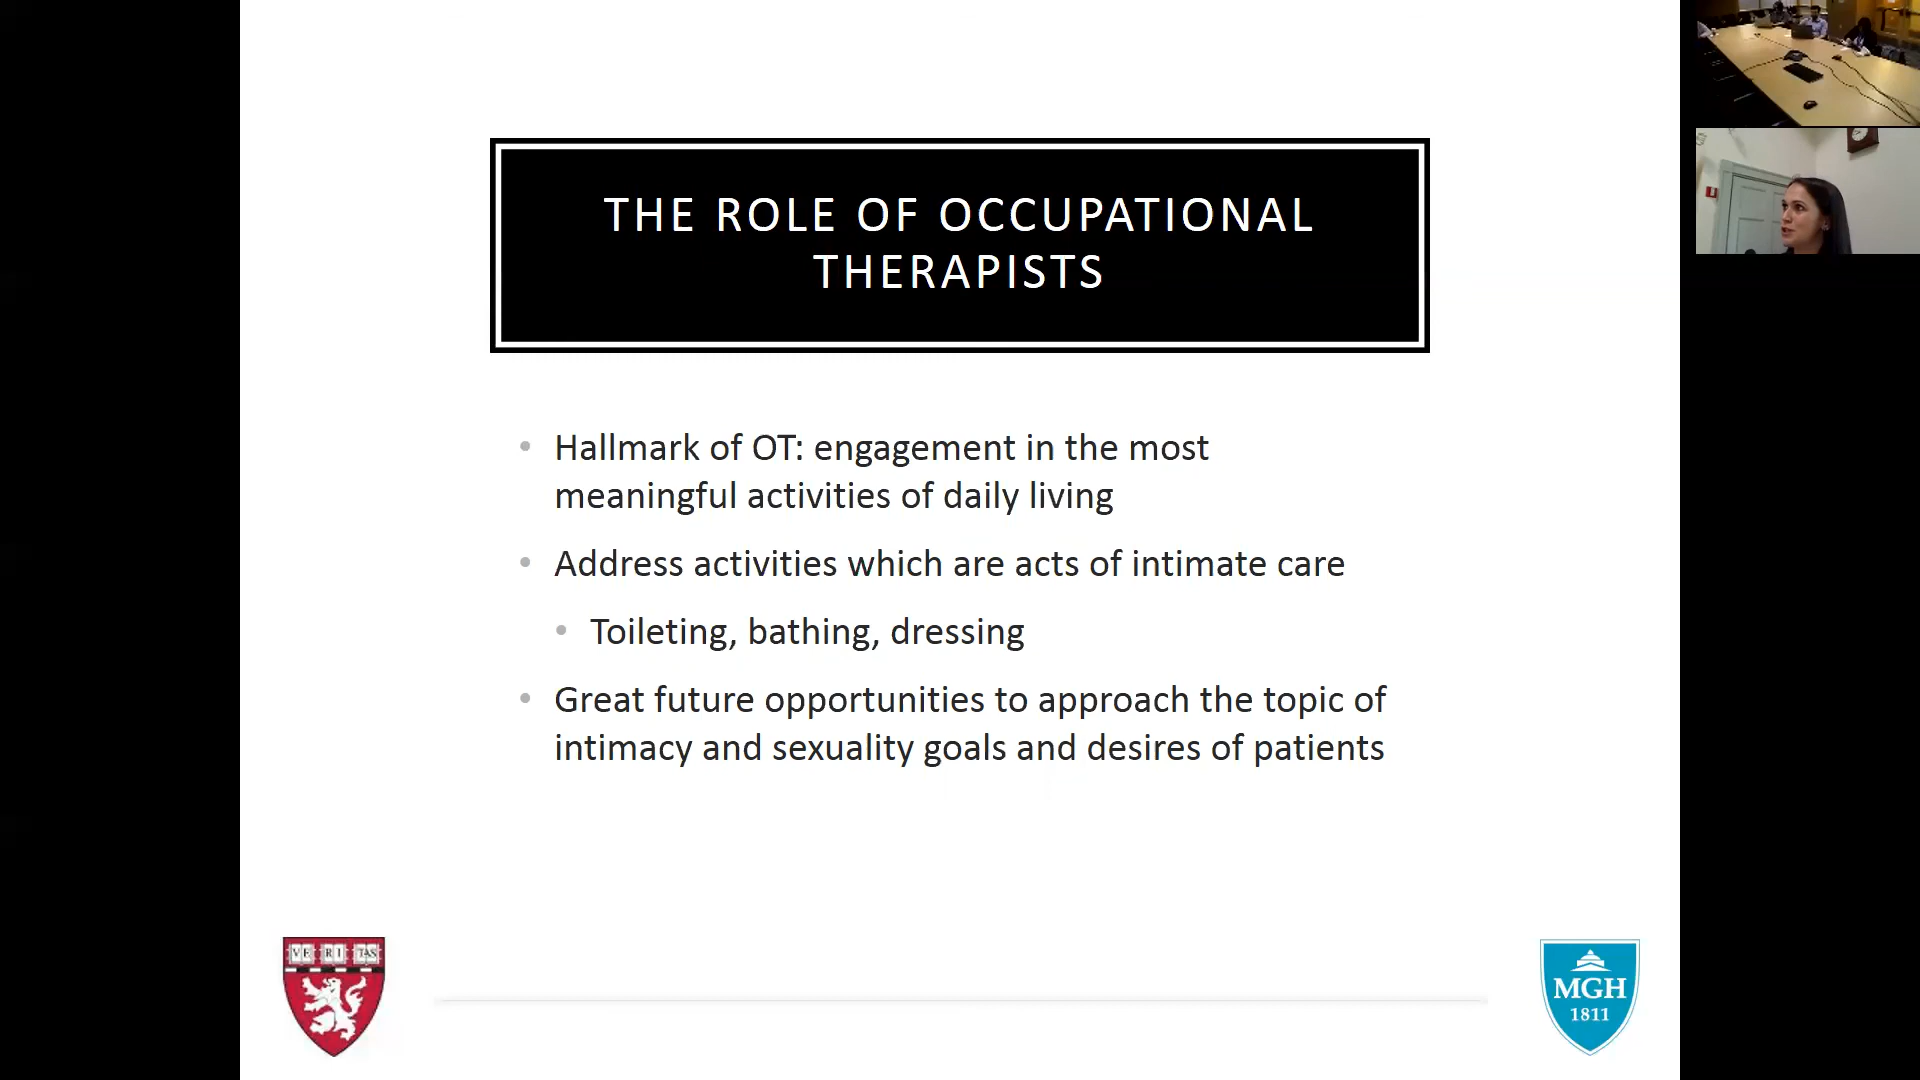 THE ROLE OF OCCUPATIONAL
THERAPISTS
• Hallmark of OT: engagement in the most
meaningful activities of daily living
• Address activities which are acts of intimate care
• Toileting, bathing, dressing
• Great future opportunities to approach the topic of
intimacy and sexuality goals and desires of patients
VE RI TAS
MGH
1811